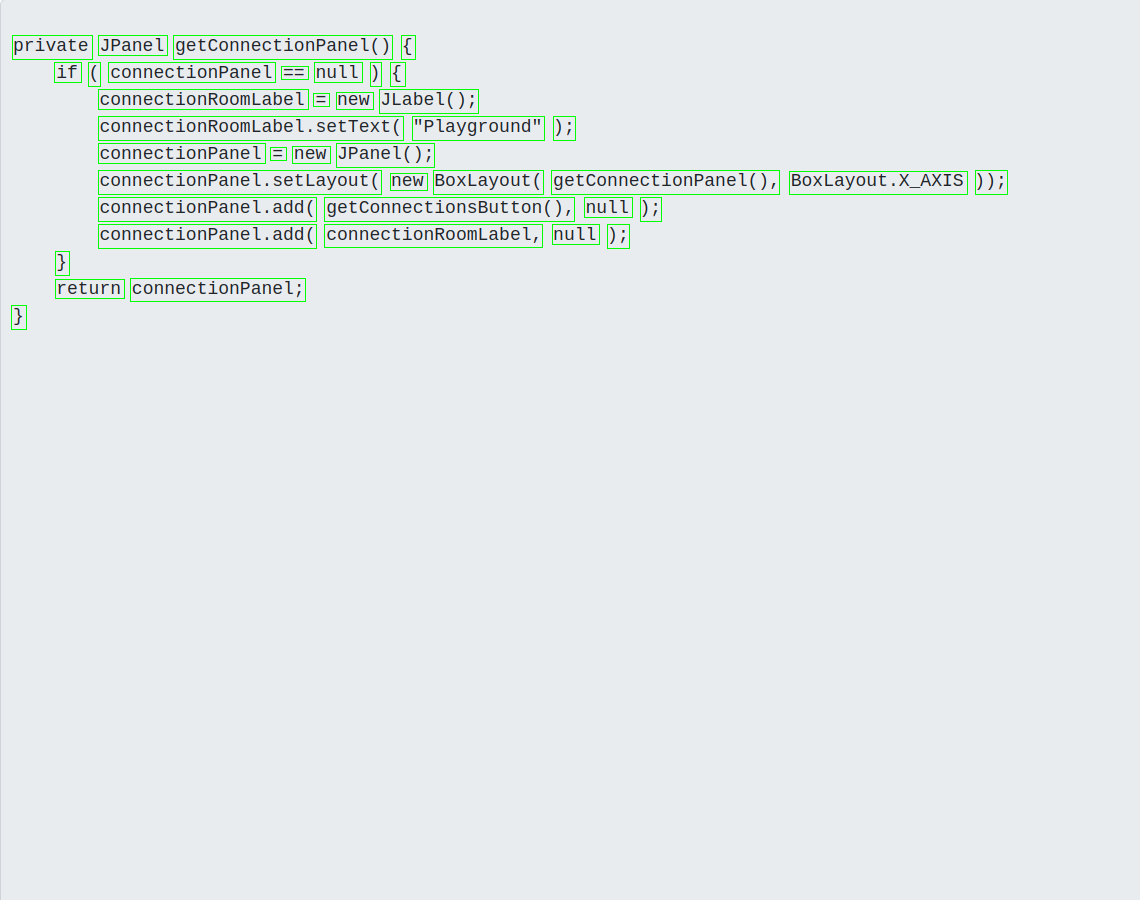 private JPanel getConnectionPanel() {
if ( connectionPanel == null ) {
connectionRoomLabel = new JLabel();
connectionRoomLabel.setText( "Playground" );
connectionPanel = new JPanel();
connectionPanel.setLayout( new BoxLayout( getConnectionPanel(), BoxLayout.X_AXIS ));
connectionPanel.add( getConnectionsButton(), null );
connectionPanel.add( connectionRoomLabel, null );
}
return connectionPanel;
}